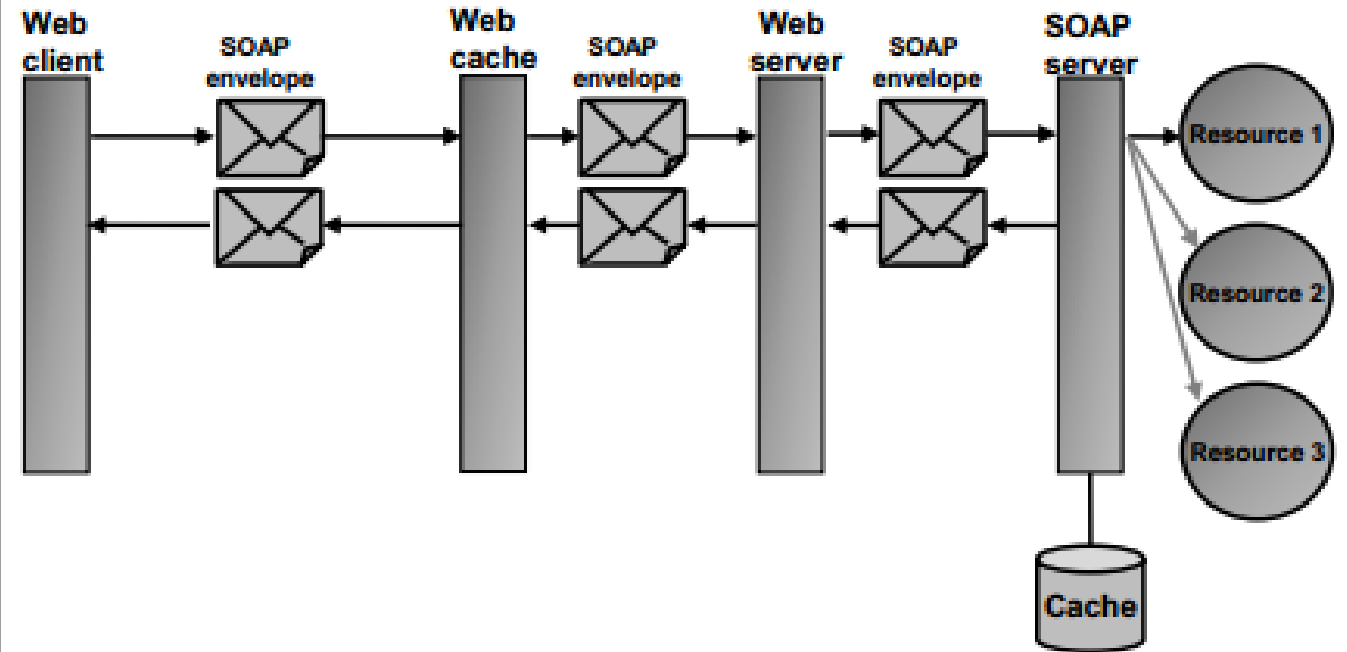 Web
client
SOAP
envelope
Web
cache
SOAP
envelope
Web
server
SOAP
envelope
SOAP
server
Resource 1
Resource 2
Resource 3
Cache